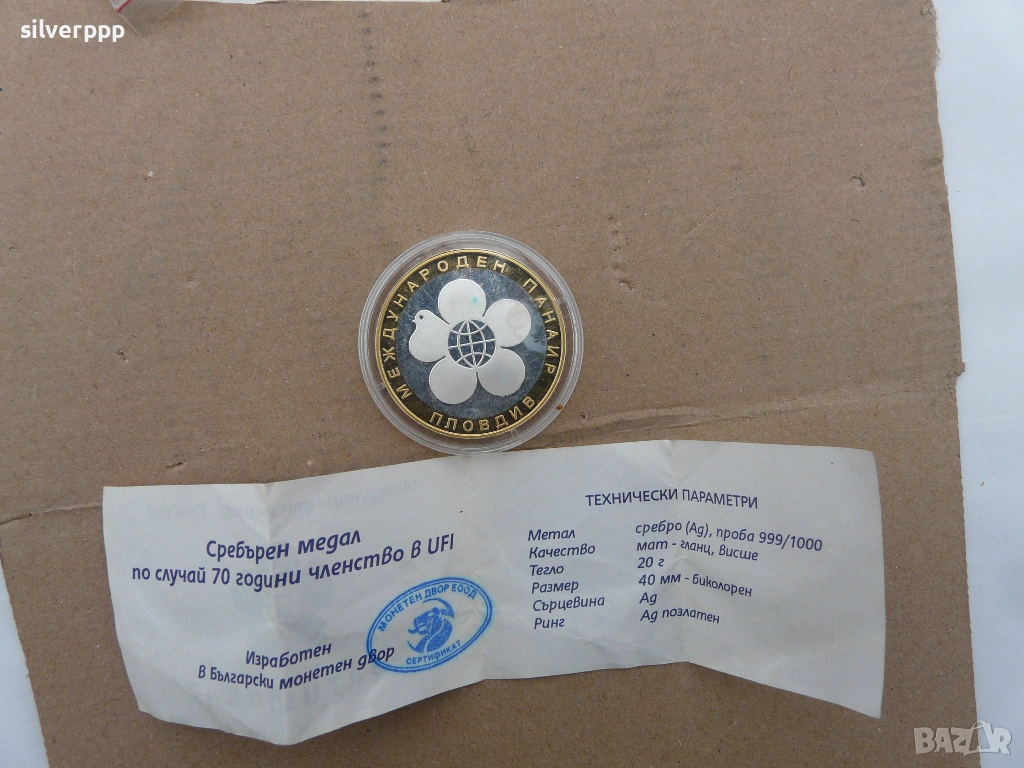 silverppp
МЕЖДУНАРОДЕН ПАНАИР
ПЛОВДИВ
Сребърен медал
по случай 70 години членство в UFI
Изработен
в Български монетен двор
МОНЕТЕН ДВОР ЕООД
СЕРТИФИКАТ
ТЕХНИЧЕСКИ ПАРАМЕТРИ
Метал сребро (Ag), проба 999/1000
Качество мат - гланц, висше
Тегло 20 г
Размер 40 мм - биколорен
Сърцевина Ag
Ринг Ag позлатен
BAZAR